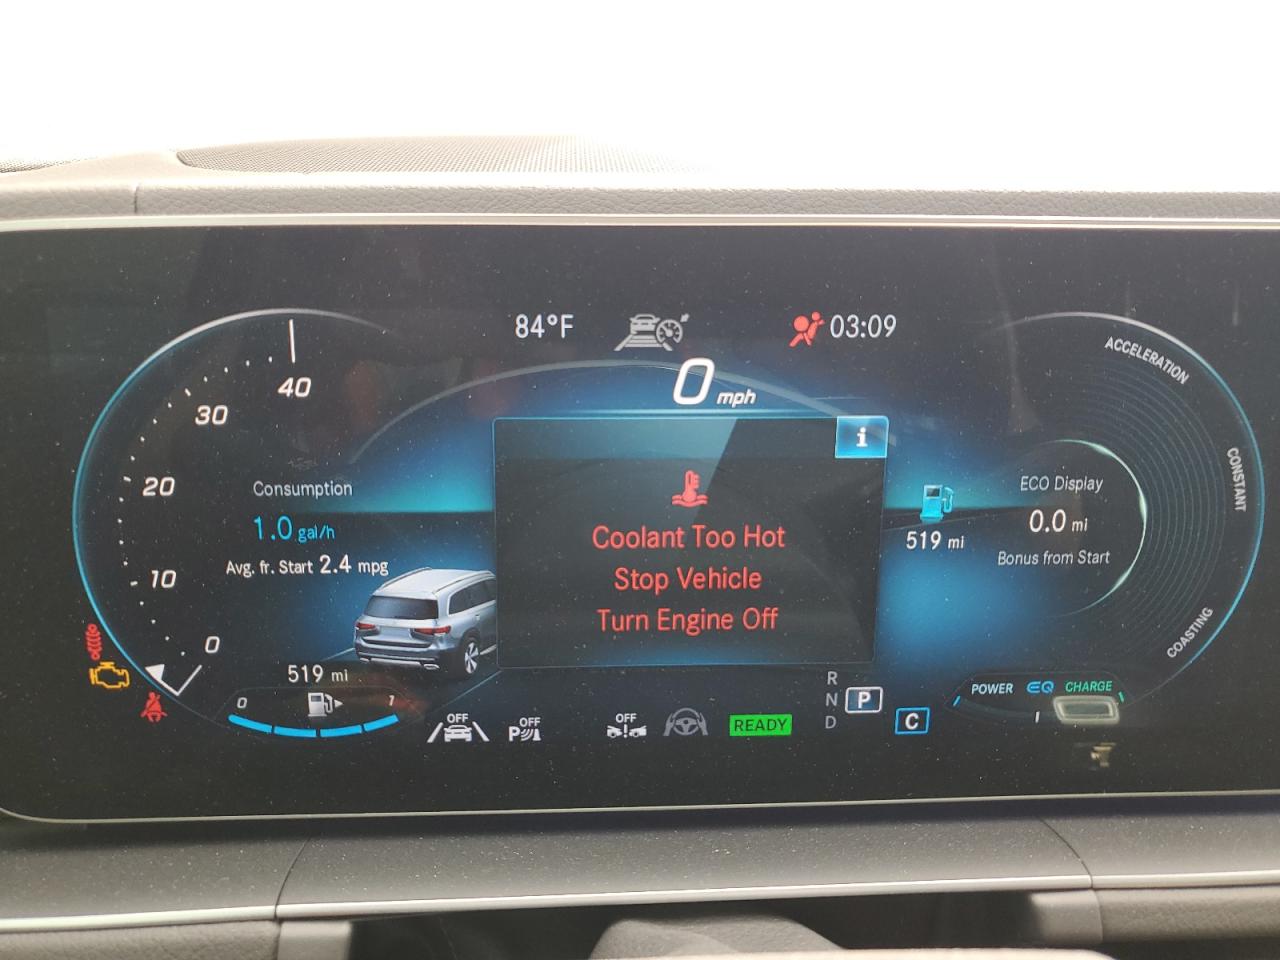 84°F
03:09
0 mph
40
30
20
10
0
Consumption
1.0 gal/h
Avg. fr. Start 2.4 mpg
519 mi
0
1
i
Coolant Too Hot
Stop Vehicle
Turn Engine Off
519 mi
ECO Display
0.0 mi
Bonus from Start
ACCELERATION
CONSTANT
COASTING
OFF
P OFF
OFF
READY
R
N P
D
C
POWER EQ CHARGE